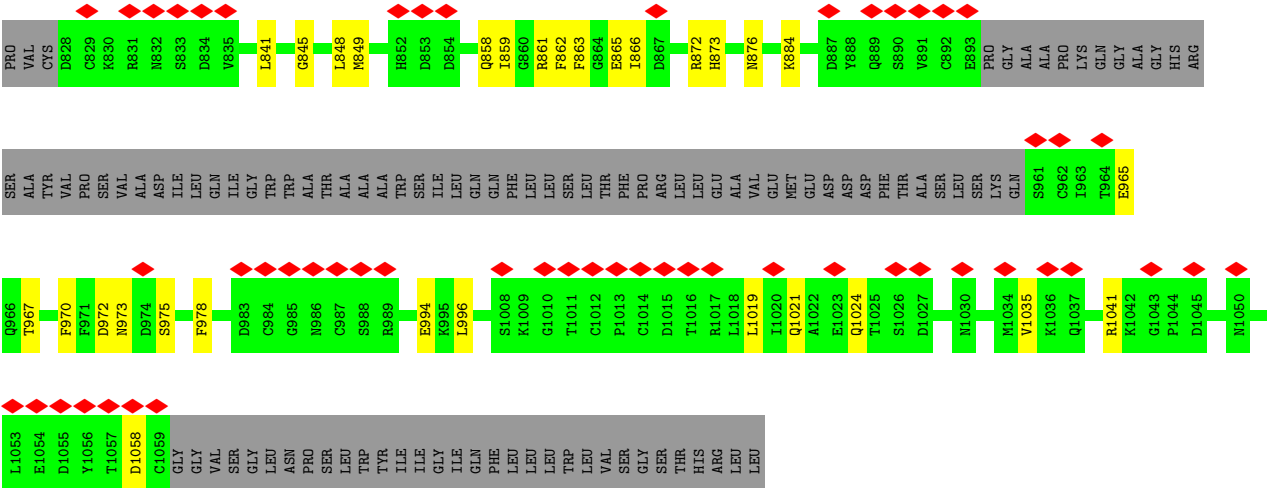 PRO VAL CYS D828 C829 K830 R831 N832 S833 D834 V835 L841 G845 L848 M849 H852 D853 D854 Q858 I859 G860 R861 F862 F863 G864 E865 I866 D867 R872 H873 N876 K884 D887 Y888 Q889 S890 V891 C892 E893 PRO GLY ALA ALA PRO LYS GLN GLY ALA GLY HIS ARG
SER ALA TYR VAL PRO SER VAL ALA ASP ILE LEU GLN ILE GLY TRP TRP ALA THR ALA ALA ALA TRP SER ILE LEU GLN GLN PHE LEU LEU SER LEU THR PHE PRO ARG LEU LEU GLU ALA VAL GLU MET GLU ASP ASP ASP PHE THR ALA SER LEU SER LYS GLN S961 C962 I963 T964 E965
Q966 T967 F970 F971 D972 N973 D974 S975 F978 D983 C984 G985 N986 C987 S988 R989 E994 K995 L996 S1008 K1009 G1010 T1011 C1012 P1013 C1014 D1015 T1016 R1017 L1018 L1019 I1020 Q1021 A1022 E1023 Q1024 T1025 S1026 D1027 N1030 M1034 V1035 K1036 Q1037 R1041 K1042 G1043 P1044 D1045 N1050
L1053 E1054 D1055 Y1056 T1057 D1058 C1059 GLY GLY VAL SER GLY LEU ASN PRO SER LEU TRP TYR ILE ILE GLY ILE GLN PHE LEU LEU LEU TRP LEU VAL SER GLY SER THR HIS ARG LEU LEU